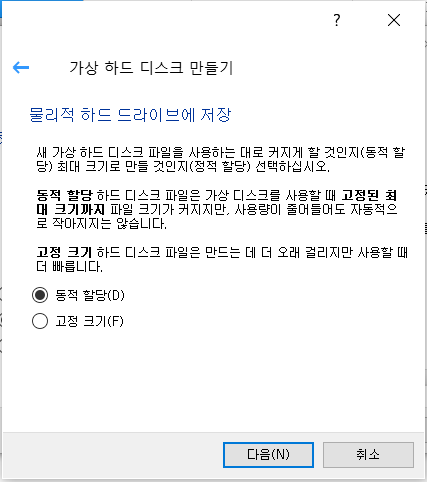 ?
가상 하드 디스크 만들기
물리적 하드 드라이브에 저장
새 가상 하드 디스크 파일을 사용하는 대로 커지게 할 것인지(동적 할
당) 최대 크기로 만들 것인지(정적 할당) 선택하십시오.
동적 할당 하드 디스크 파일은 가상 디스크를 사용할 때 고정된 최
대 크기까지 파일 크기가 커지지만, 사용량이 줄어들어도 자동적으
로 작아지지는 않습니다.
고정 크기 하드 디스크 파일은 만드는 데 더 오래 걸리지만 사용할 때
더 빠릅니다.
동적 할당(D)
고정 크기(F)
다음(N)
취소